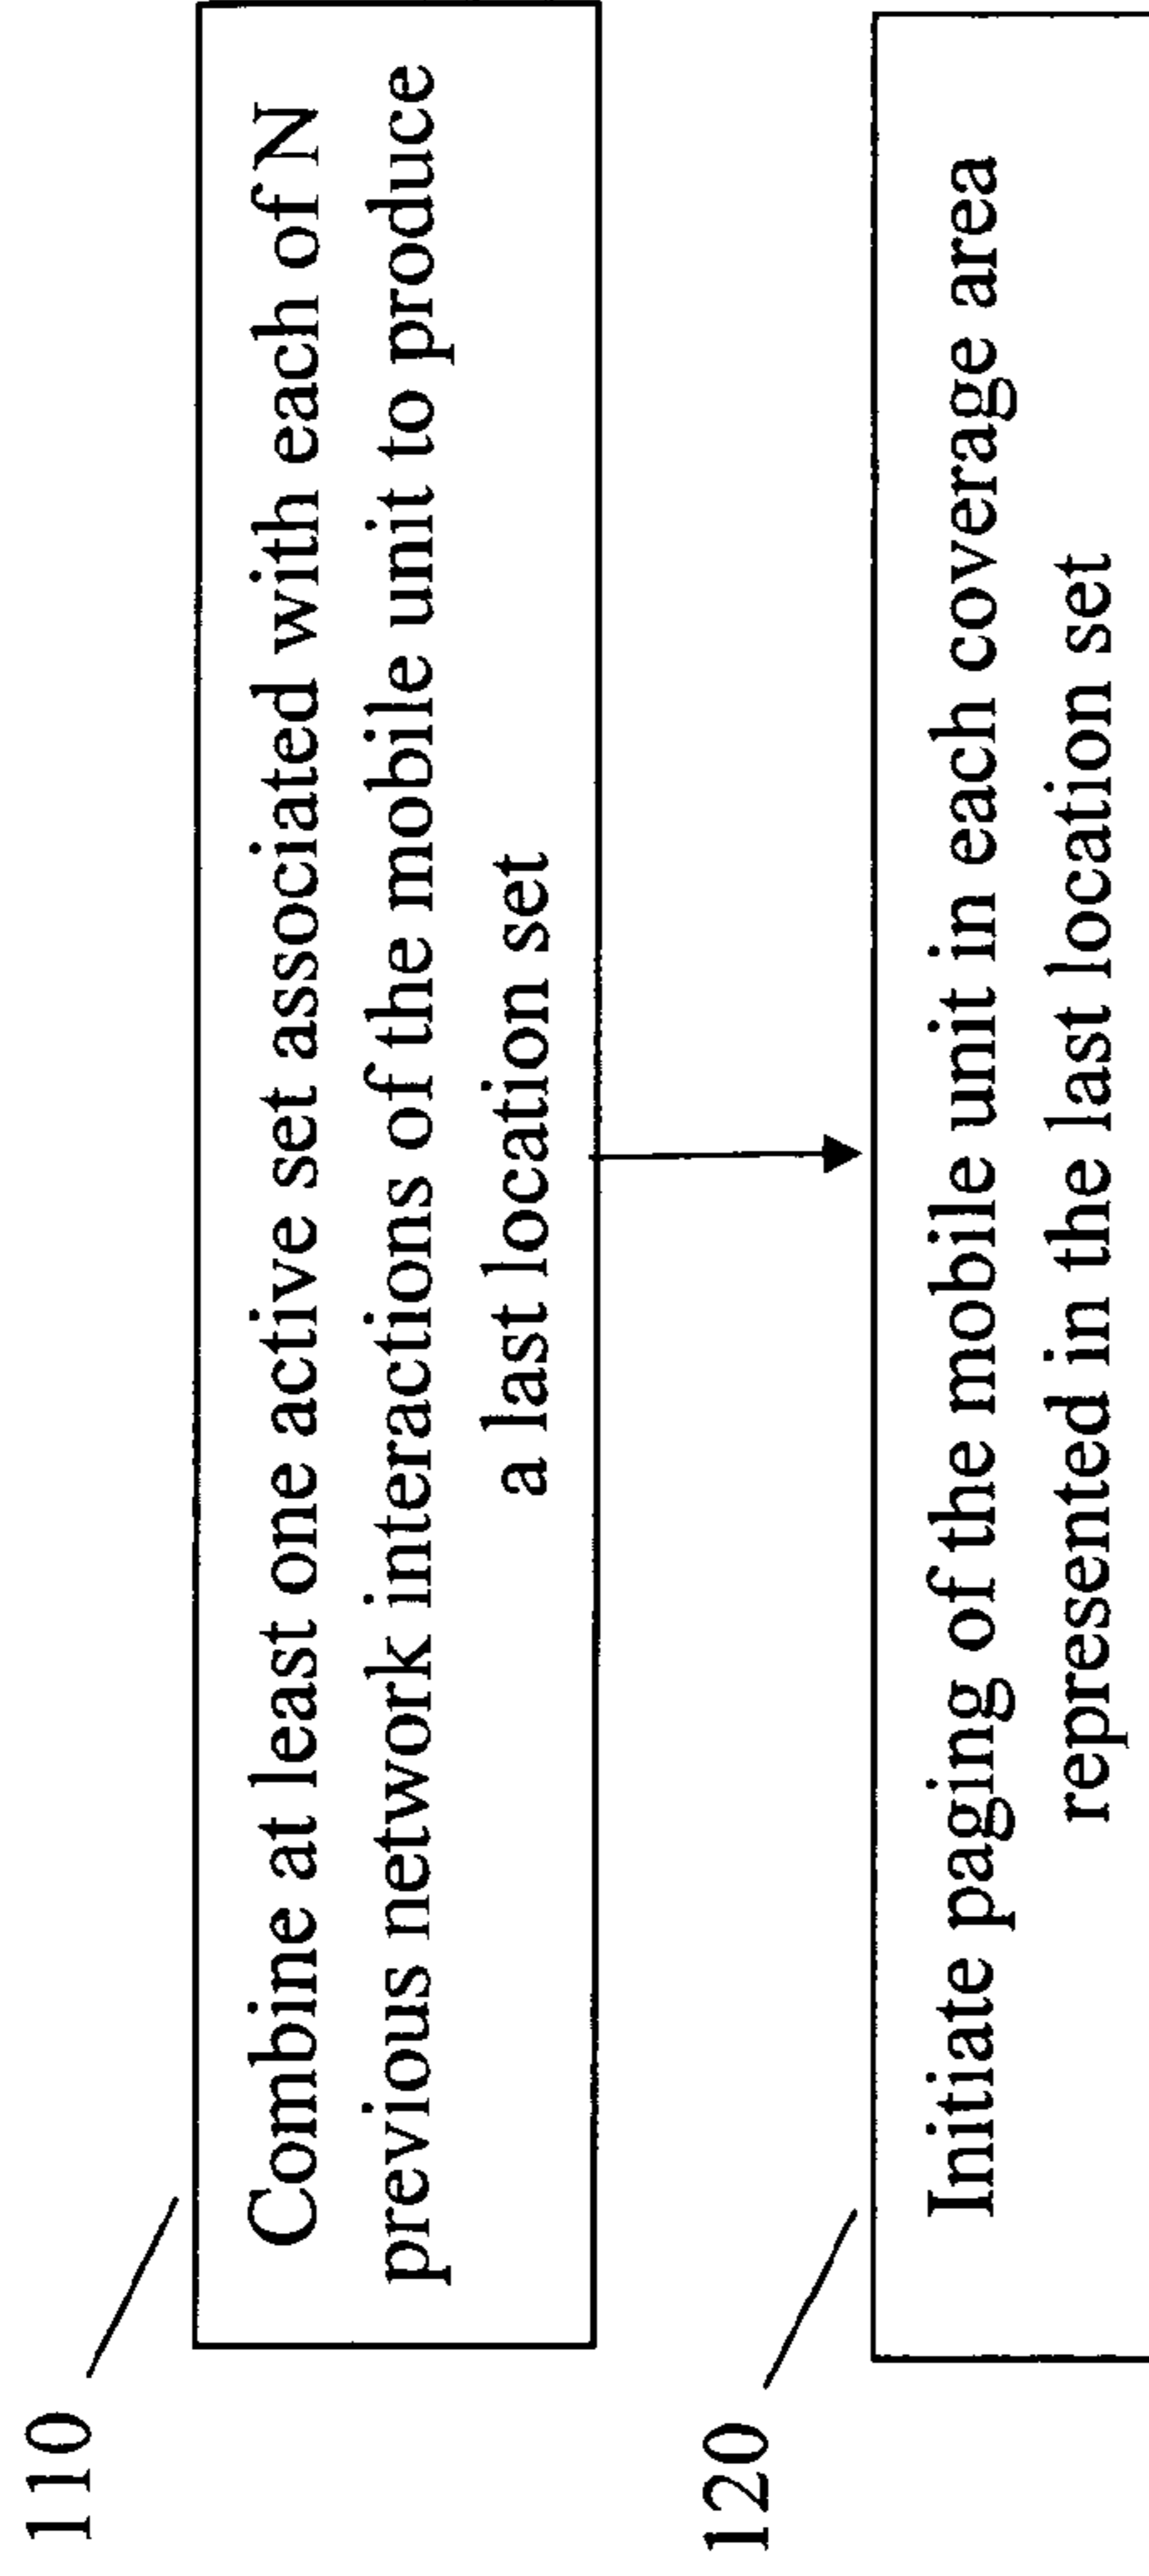 110
Combine at least one active set associated with each of N
previous network interactions of the mobile unit to produce
a last location set
120
Initiate paging of the mobile unit in each coverage area
represented in the last location set